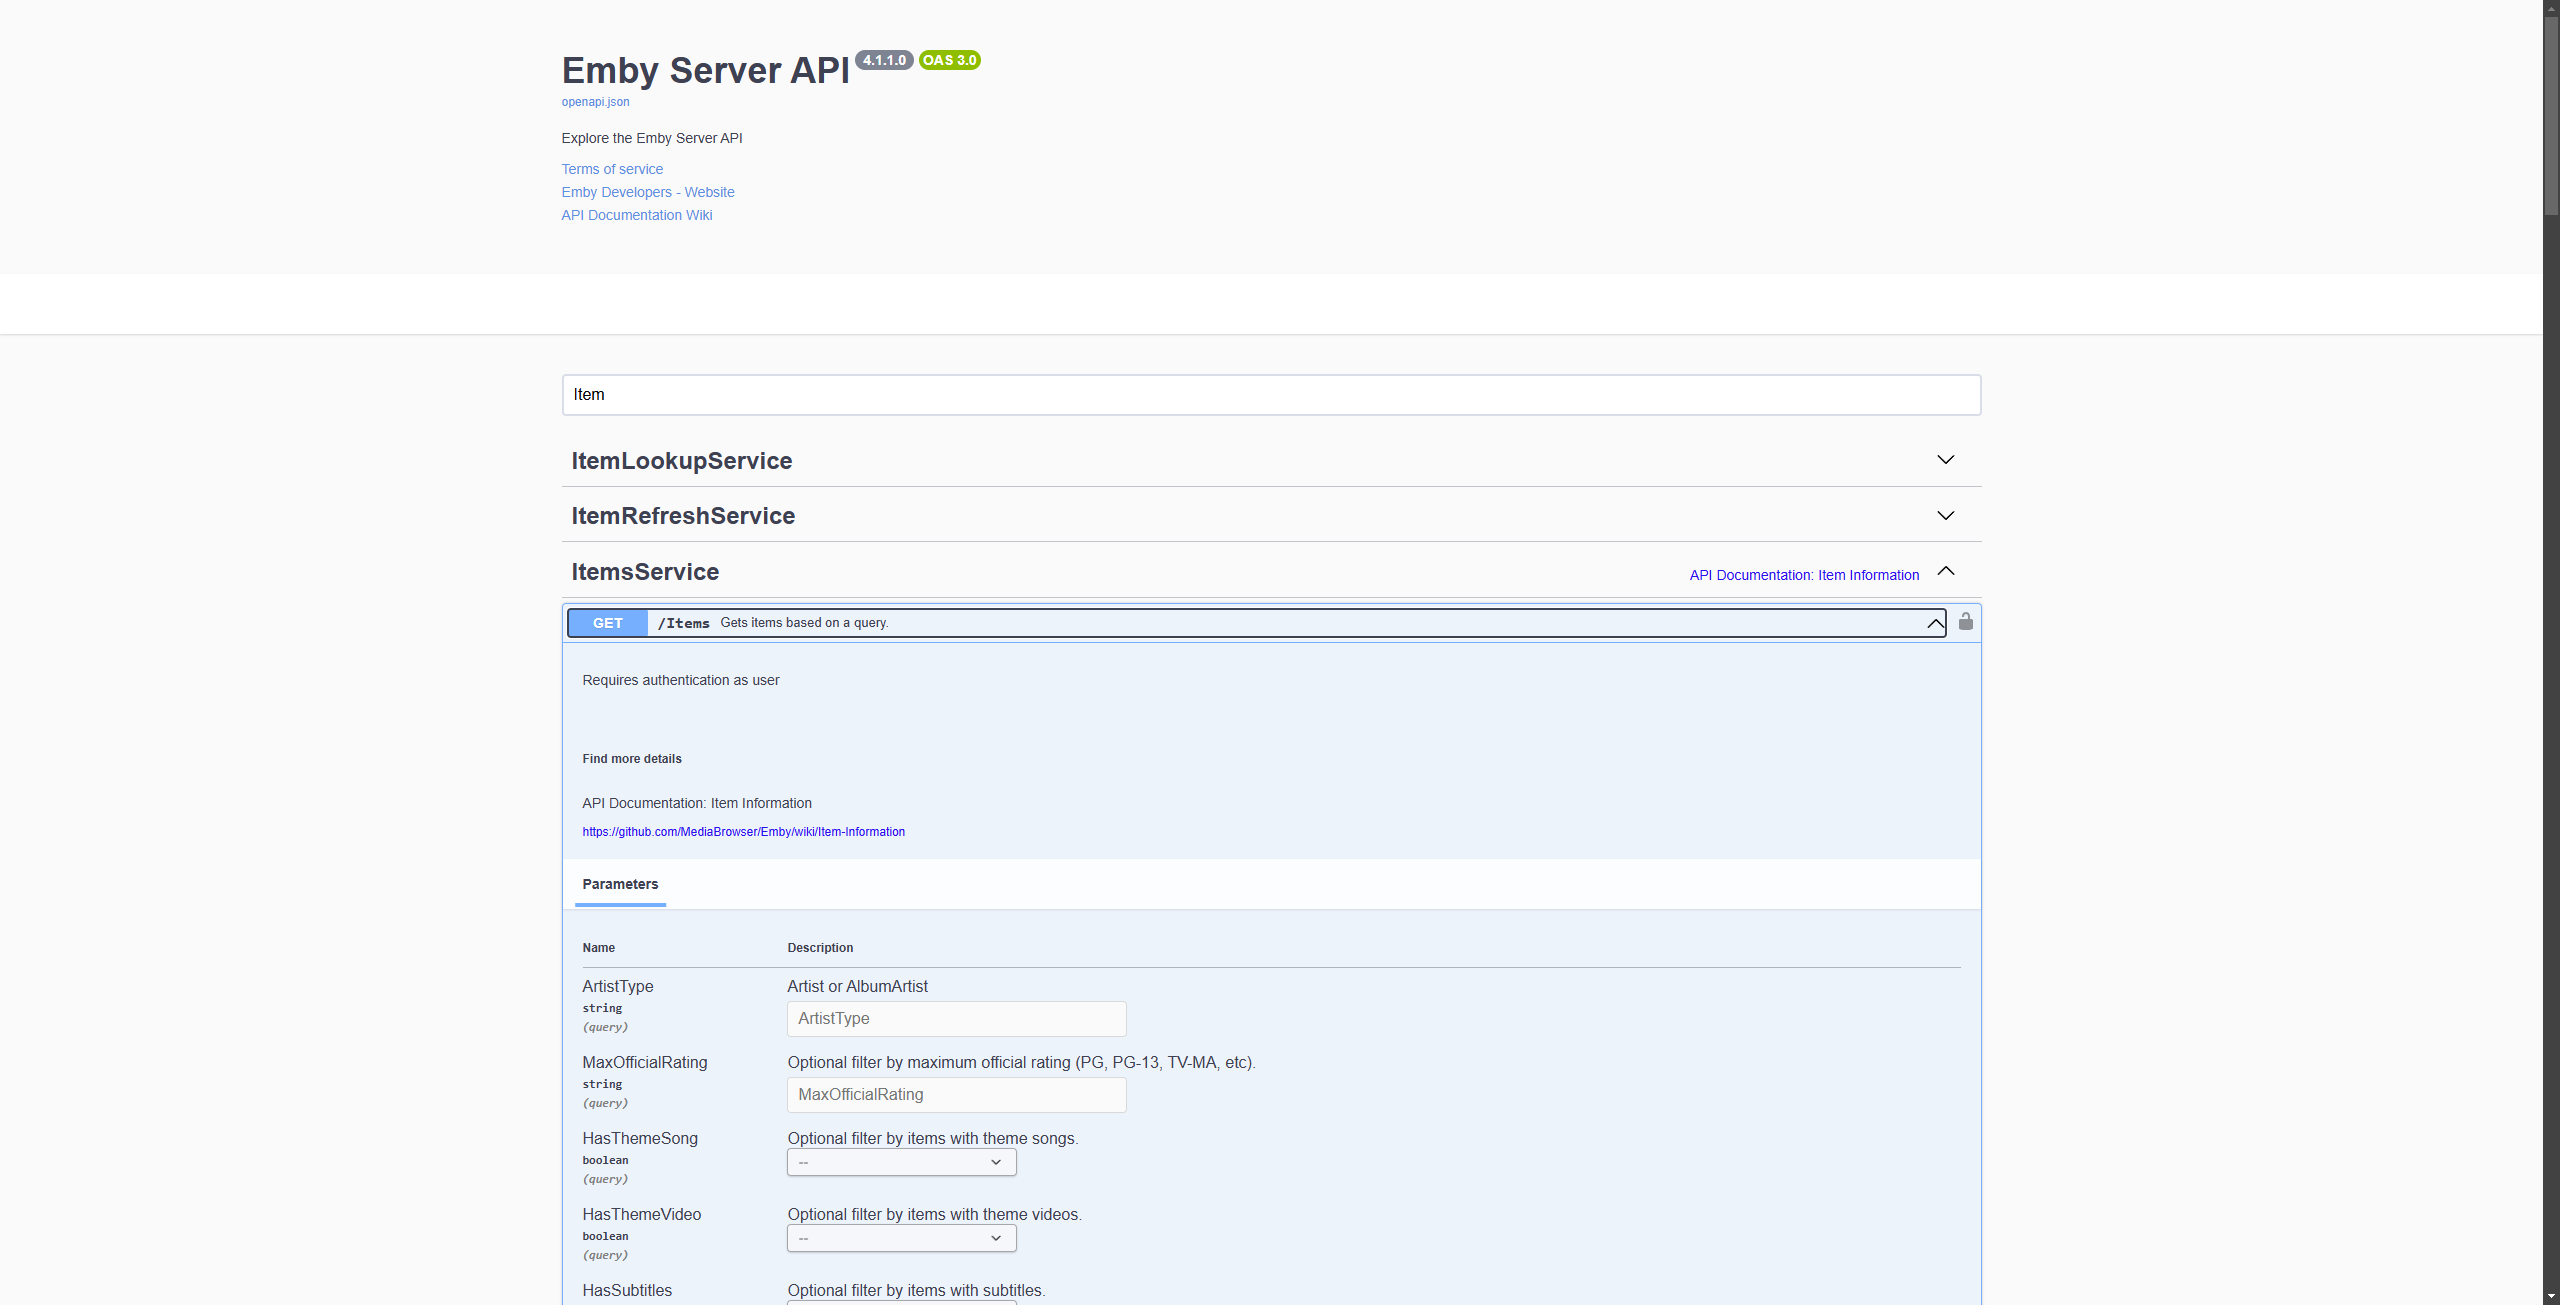 Emby Server API 4.1.1.0 OAS 3.0
openapi.json
Explore the Emby Server API
Terms of service
Emby Developers - Website
API Documentation Wiki
Item
ItemLookupService
ItemRefreshService
ItemsService API Documentation: Item Information
GET /Items Gets items based on a query.
Requires authentication as user
Find more details
API Documentation: Item Information
https://github.com/MediaBrowser/Emby/wiki/Item-Information
Parameters
Name Description
ArtistType Artist or AlbumArtist
string
ArtistType
(query)
MaxOfficialRating Optional filter by maximum official rating (PG, PG-13, TV-MA, etc).
string
MaxOfficialRating
(query)
HasThemeSong Optional filter by items with theme songs.
boolean --
(query)
HasThemeVideo Optional filter by items with theme videos.
boolean --
(query)
HasSubtitles Optional filter by items with subtitles.